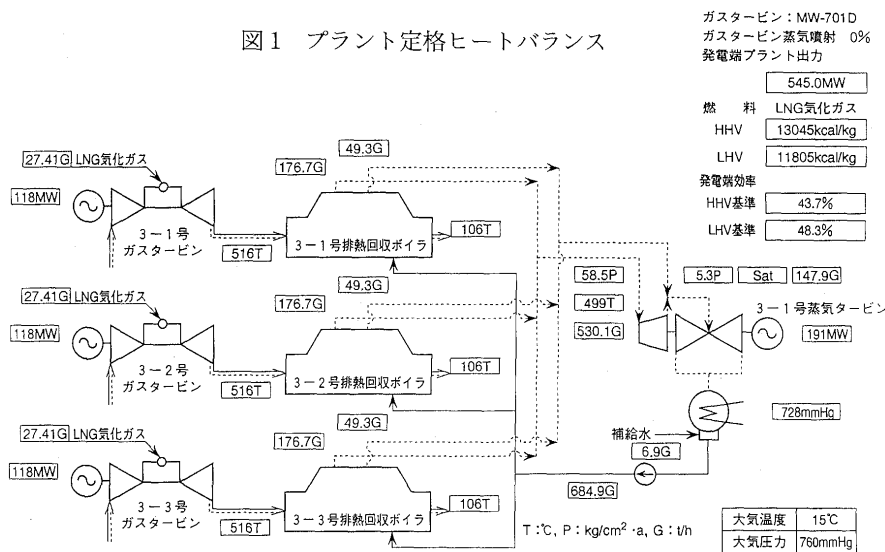 図1 プラント定格ヒートバランス
ガスタービン:MW-701D
ガスタービン蒸気噴射 0%
発電端プラント出力
545.0MW
燃 料 LNG気化ガス
HHV 13045kcal/kg
LHV 11805kcal/kg
発電端効率
HHV基準 43.7%
LHV基準 48.3%
49.3G
176.7G
27.41G LNG気化ガス
118MW
3-1号
ガスタービン
516T
3-1号排熱回収ボイラ
106T
49.3G
176.7G
27.41G LNG気化ガス
118MW
3-2号
ガスタービン
516T
3-2号排熱回収ボイラ
106T
49.3G
176.7G
27.41G LNG気化ガス
118MW
3-3号
ガスタービン
516T
3-3号排熱回収ボイラ
106T
58.5P
499T
530.1G
5.3P Sat 147.9G
3-1号蒸気タービン
191MW
728mmHg
補給水
6.9G
684.9G
T:℃, P:kg/cm²·a, G:t/h
大気温度 15℃
大気圧力 760mmHg